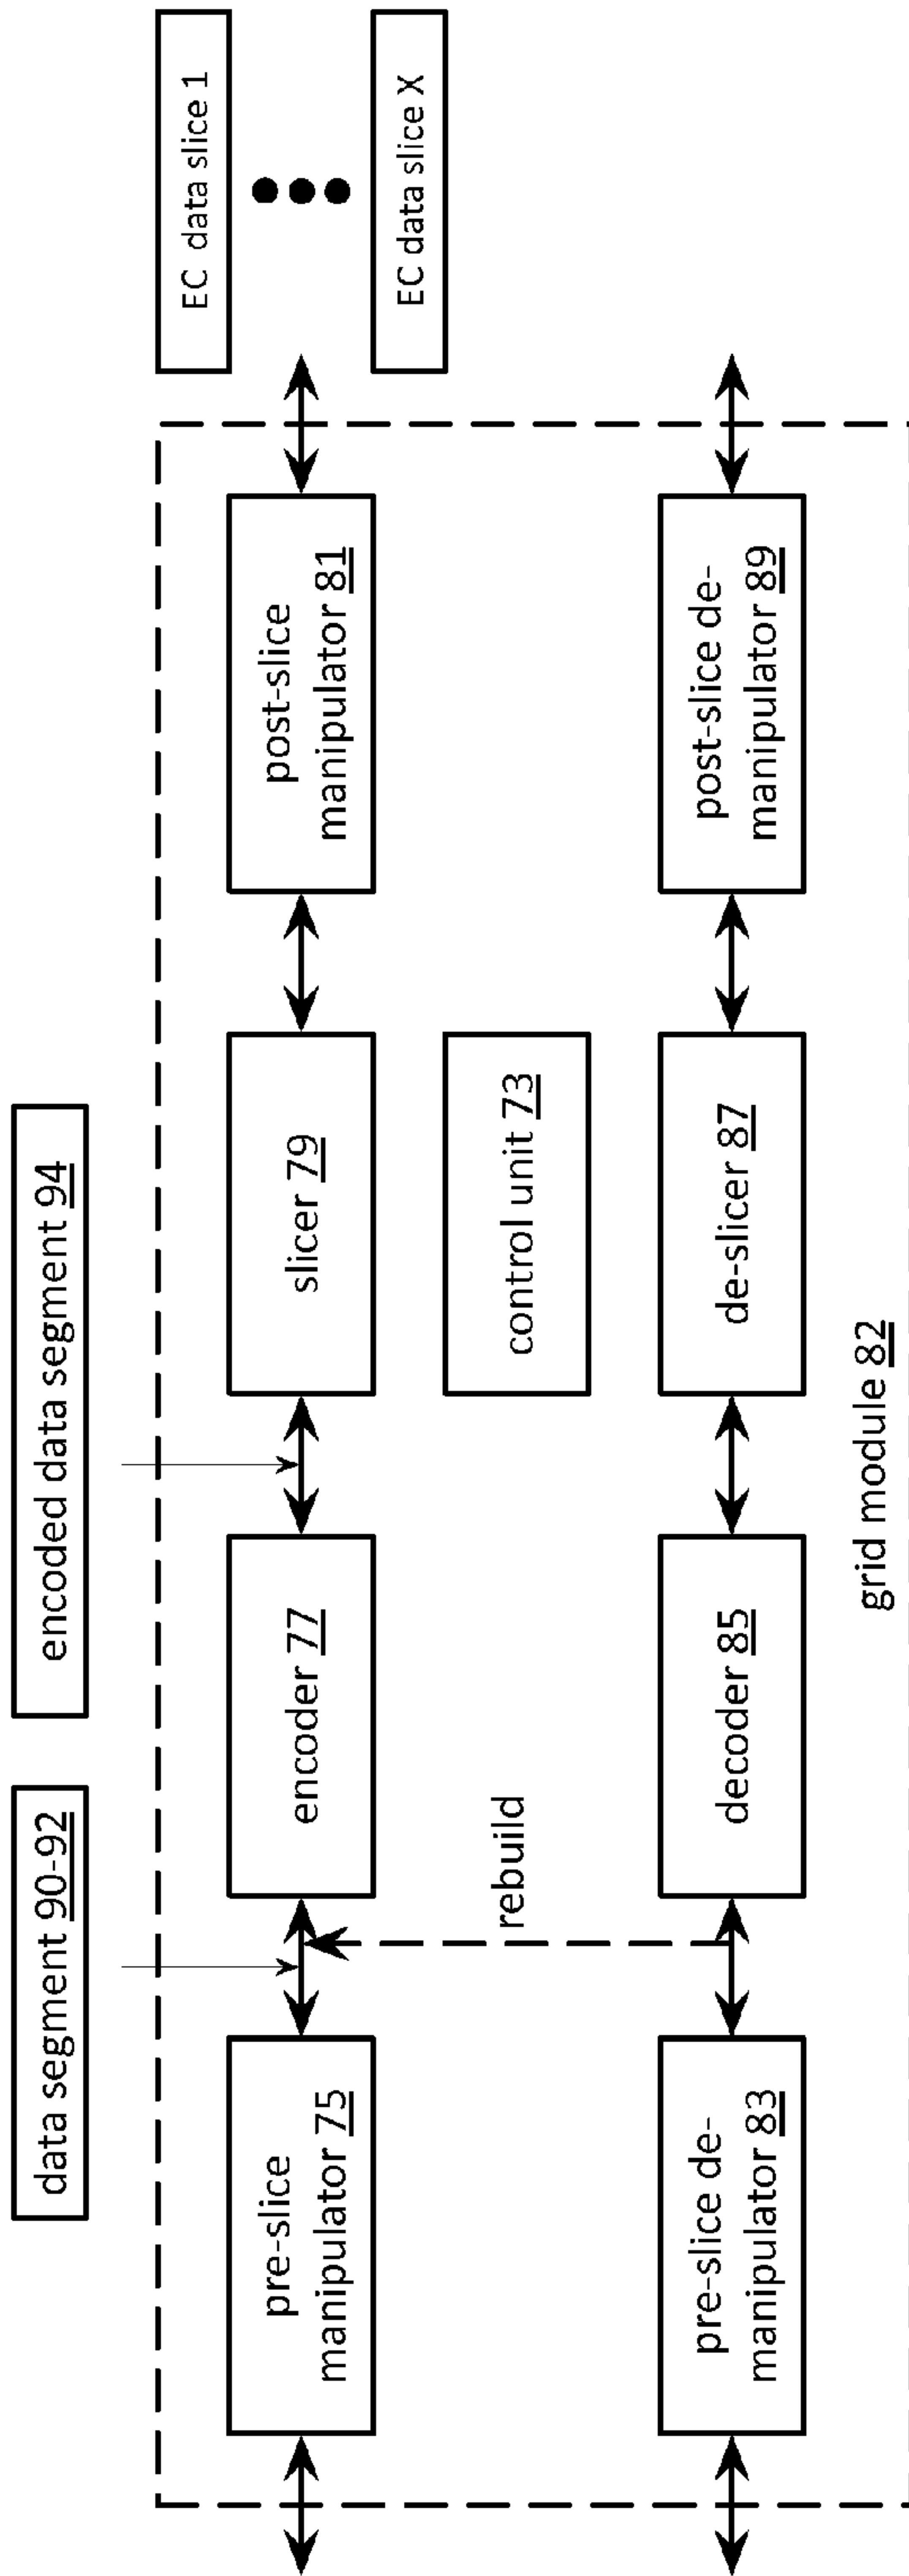 data segment 90-92
encoded data segment 94
pre-slice
manipulator 75
encoder 77
slicer 79
post-slice
manipulator 81
EC data slice 1
EC data slice X
rebuild
control unit 73
pre-slice de-
manipulator 83
decoder 85
de-slicer 87
post-slice de-
manipulator 89
grid module 82